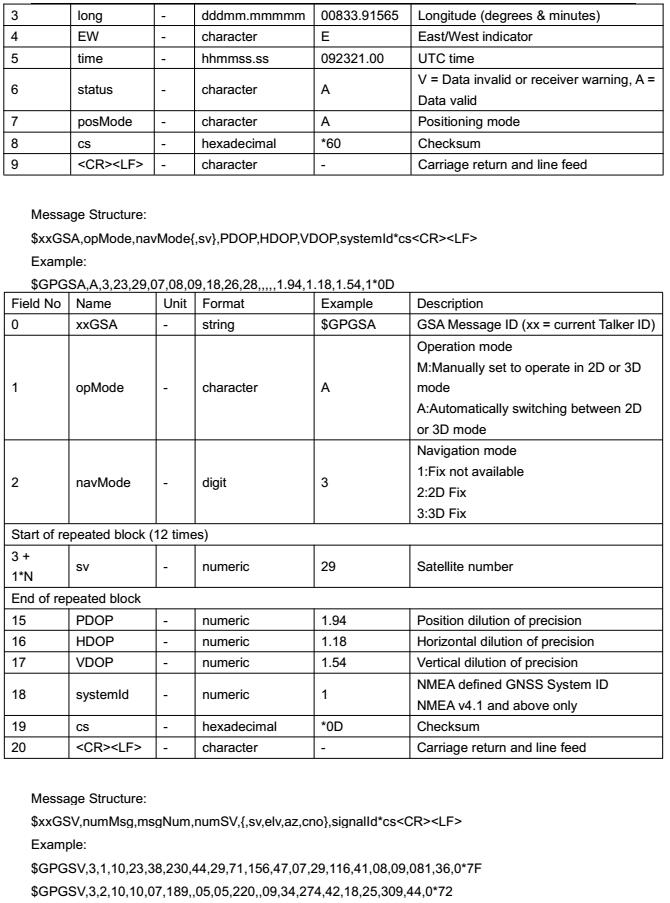 3 long - dddmm.mmmmm 00833.91565 Longitude (degrees & minutes)
4 EW - character E East/West indicator
5 time - hhmmss.ss 092321.00 UTC time
6 status - character A V = Data invalid or receiver warning, A =
Data valid
7 posMode - character A Positioning mode
8 cs - hexadecimal *60 Checksum
9 <CR><LF> - character - Carriage return and line feed
Message Structure:
$xxGSA,opMode,navMode{,sv},PDOP,HDOP,VDOP,systemId*cs<CR><LF>
Example:
$GPGSA,A,3,23,29,07,08,09,18,26,28,,,,,1.94,1.18,1.54,1*0D
Field No Name Unit Format Example Description
0 xxGSA - string $GPGSA GSA Message ID (xx = current Talker ID)
1 opMode - character A Operation mode
M:Manually set to operate in 2D or 3D
mode
A:Automatically switching between 2D
or 3D mode
2 navMode - digit 3 Navigation mode
1:Fix not available
2:2D Fix
3:3D Fix
Start of repeated block (12 times)
3 +
1*N sv - numeric 29 Satellite number
End of repeated block
15 PDOP - numeric 1.94 Position dilution of precision
16 HDOP - numeric 1.18 Horizontal dilution of precision
17 VDOP - numeric 1.54 Vertical dilution of precision
18 systemId - numeric 1 NMEA defined GNSS System ID
NMEA v4.1 and above only
19 cs - hexadecimal *0D Checksum
20 <CR><LF> - character - Carriage return and line feed
Message Structure:
$xxGSV,numMsg,msgNum,numSV,{,sv,elv,az,cno},signalId*cs<CR><LF>
Example:
$GPGSV,3,1,10,23,38,230,44,29,71,156,47,07,29,116,41,08,09,081,36,0*7F
$GPGSV,3,2,10,10,07,189,,05,05,220,,09,34,274,42,18,25,309,44,0*72